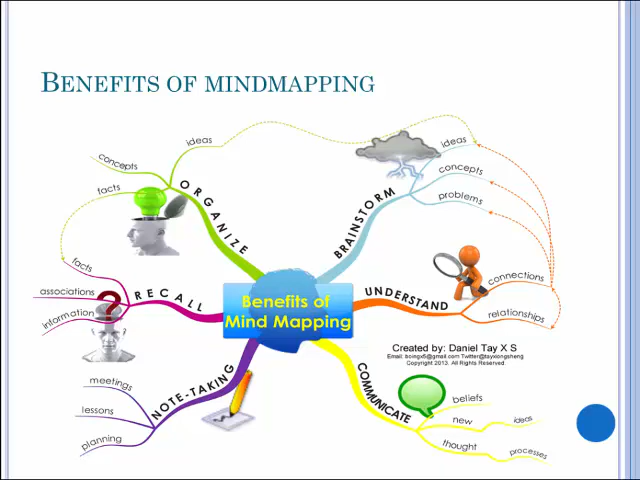 BENEFITS OF MINDMAPPING
ideas
concepts
facts
ORGANIZE
ideas
concepts
problems
BRAINSTORM
facts
associations
information
RECALL
Benefits of
Mind Mapping
UNDERSTAND
connections
relationships
Created by: Daniel Tay X S
Copyright 2013. All Rights Reserved.
meetings
lessons
planning
NOTE-TAKING
COMMUNICATE
beliefs
new
ideas
thought
processes